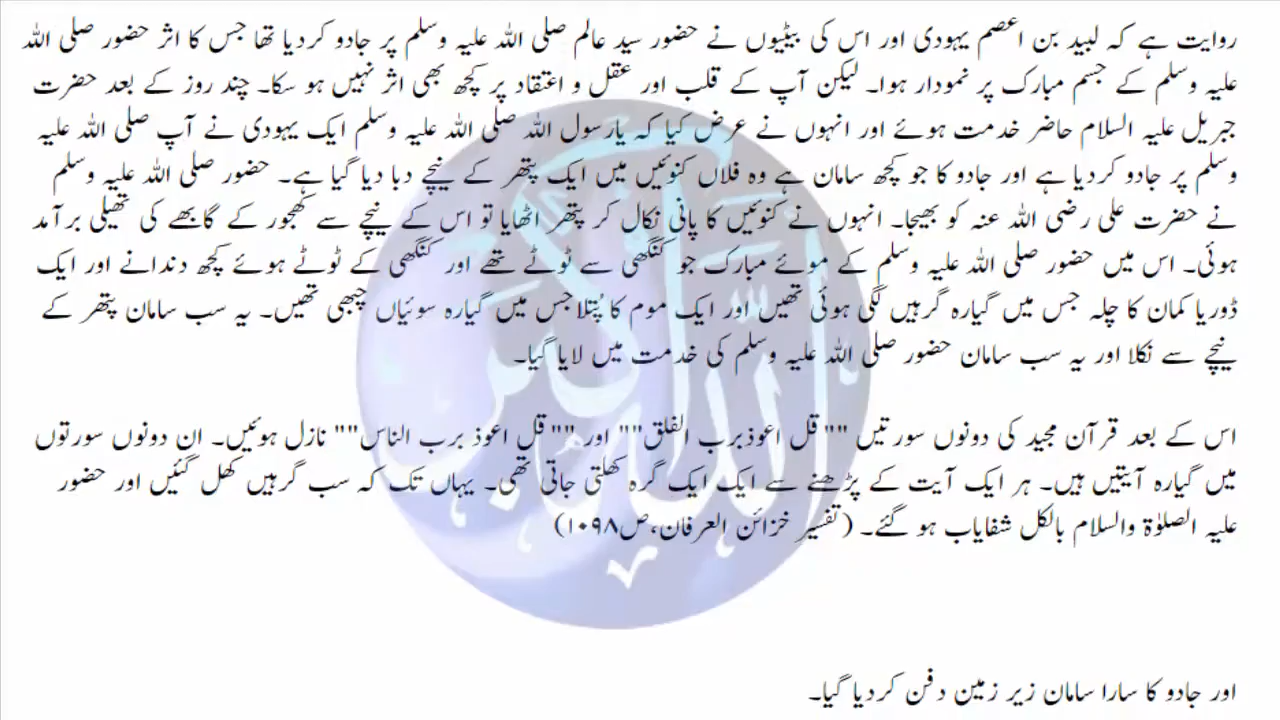 روایت ہے کہ لبید بن اعصم یہودی اور اس کی بیٹیوں نے حضور سید عالم صلی اللہ علیہ وسلم پر جادو کردیا تھا جس کا اثر حضور صلی اللہ
علیہ وسلم کے جسم مبارک پر نمودار ہوا۔ لیکن آپ کے قلب اور عقل و اعتقاد پر کچھ بھی اثر نہیں ہو سکا۔ چند روز کے بعد حضرت
جبریل علیہ السلام حاضر خدمت ہوئے اور انہوں نے عرض کیا کہ یارسول اللہ صلی اللہ علیہ وسلم ایک یہودی نے آپ صلی اللہ علیہ
وسلم پر جادو کردیا ہے اور جادو کا جو کچھ سامان ہے وہ فلاں کنوئیں میں ایک پتھر کے نیچے دبا دیا گیا ہے۔ حضور صلی اللہ علیہ وسلم
نے حضرت علی رضی اللہ عنہ کو بھیجا۔ انہوں نے کنوئیں کا پانی نکال کر پتھر اٹھایا تو اس کے نیچے سے کھجور کے گابھے کی تھیلی برآمد
ہوئی۔ اس میں حضور صلی اللہ علیہ وسلم کے موئے مبارک جو کنگھی سے ٹوٹے تھے اور کنگھی کے ٹوٹے ہوئے کچھ دندانے اور ایک
ڈوریا کمان کا چلہ جس میں گیارہ گرہیں لگی ہوئی تھیں اور ایک موم کا پُتلاجس میں گیارہ سوئیاں چبھی تھیں۔ یہ سب سامان پتھر کے
نیچے سے نکلا اور یہ سب سامان حضور صلی اللہ علیہ وسلم کی خدمت میں لایا گیا۔
اس کے بعد قرآن مجید کی دونوں سورتیں "" قل اعوذبرب الفلق"" اور "" قل اعوذ برب الناس"" نازل ہوئیں۔ ان دونوں سورتوں
میں گیارہ آیتیں ہیں۔ ہر ایک آیت کے پڑھنے سے ایک ایک گرہ کھلتی جاتی تھی۔ یہاں تک کہ سب گرہیں کھل گئیں اور حضور
علیہ الصلوٰۃ والسلام بالکل شفایاب ہو گئے۔ (تفسیر خزائن العرفان،ص۱۰۹۸)
اور جادو کا سارا سامان زیر زمین دفن کردیا گیا۔
الله اكبر